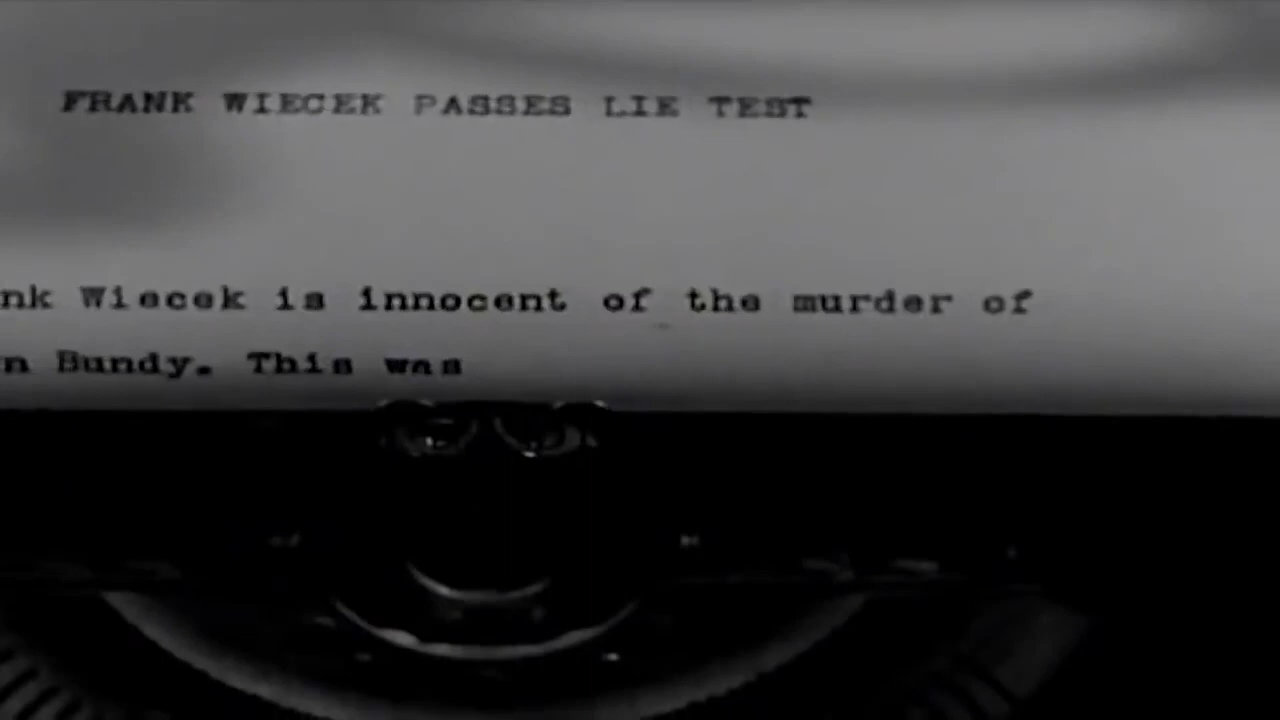 FRANK WIECEK PASSES LIE TEST
nk Wiecek is innocent of the murder of
n Bundy. This was